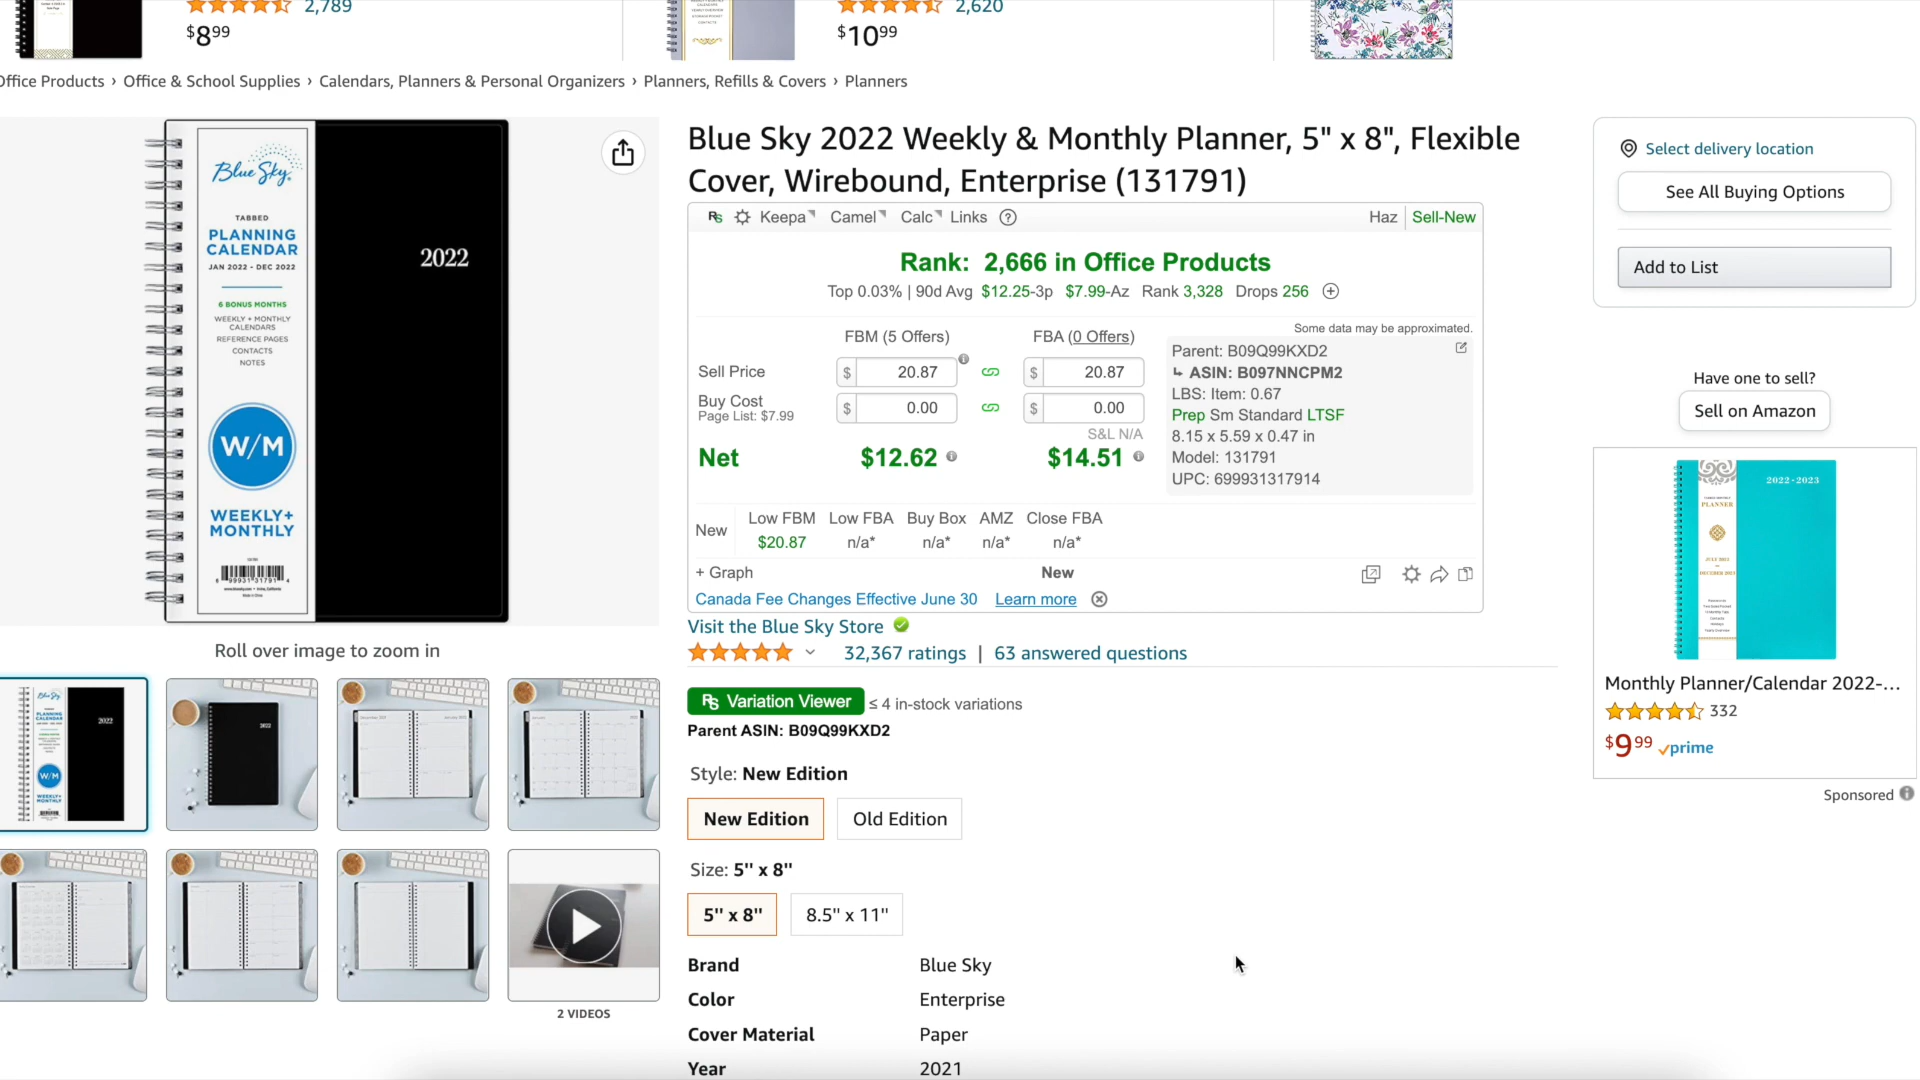 2,789
$8⁹⁹
2,620
$10⁹⁹
Office Products › Office & School Supplies › Calendars, Planners & Personal Organizers › Planners, Refills & Covers › Planners
Blue Sky
TABBED
PLANNING
CALENDAR
JAN 2022 - DEC 2022
6 BONUS MONTHS
WEEKLY + MONTHLY
CALENDARS
REFERENCE PAGES
CONTACTS
NOTES
W/M
WEEKLY+
MONTHLY
2022
Roll over image to zoom in
2 VIDEOS
Blue Sky 2022 Weekly & Monthly Planner, 5" x 8", Flexible
Cover, Wirebound, Enterprise (131791)
RS Keepa Camel Calc Links ? Haz Sell-New
Rank: 2,666 in Office Products
Top 0.03% | 90d Avg $12.25-3p $7.99-Az Rank 3,328 Drops 256
Some data may be approximated.
FBM (5 Offers) FBA (0 Offers)
Sell Price $ 20.87 $ 20.87
Buy Cost $ 0.00 $ 0.00
Page List: $7.99
S&L N/A
Net $12.62 $14.51
Parent: B09Q99KXD2
↳ ASIN: B097NNCPM2
LBS: Item: 0.67
Prep Sm Standard LTSF
8.15 x 5.59 x 0.47 in
Model: 131791
UPC: 699931317914
Low FBM Low FBA Buy Box AMZ Close FBA
New $20.87 n/a* n/a* n/a* n/a*
+ Graph New
Canada Fee Changes Effective June 30 Learn more
Visit the Blue Sky Store
32,367 ratings | 63 answered questions
RS Variation Viewer ≤ 4 in-stock variations
Parent ASIN: B09Q99KXD2
Style: New Edition
New Edition Old Edition
Size: 5'' x 8''
5'' x 8'' 8.5'' x 11''
Brand Blue Sky
Color Enterprise
Cover Material Paper
Year 2021
Select delivery location
See All Buying Options
Add to List
Have one to sell?
Sell on Amazon
2022-2023
PLANNER
Monthly Planner/Calendar 2022-...
332
$9⁹⁹ prime
Sponsored